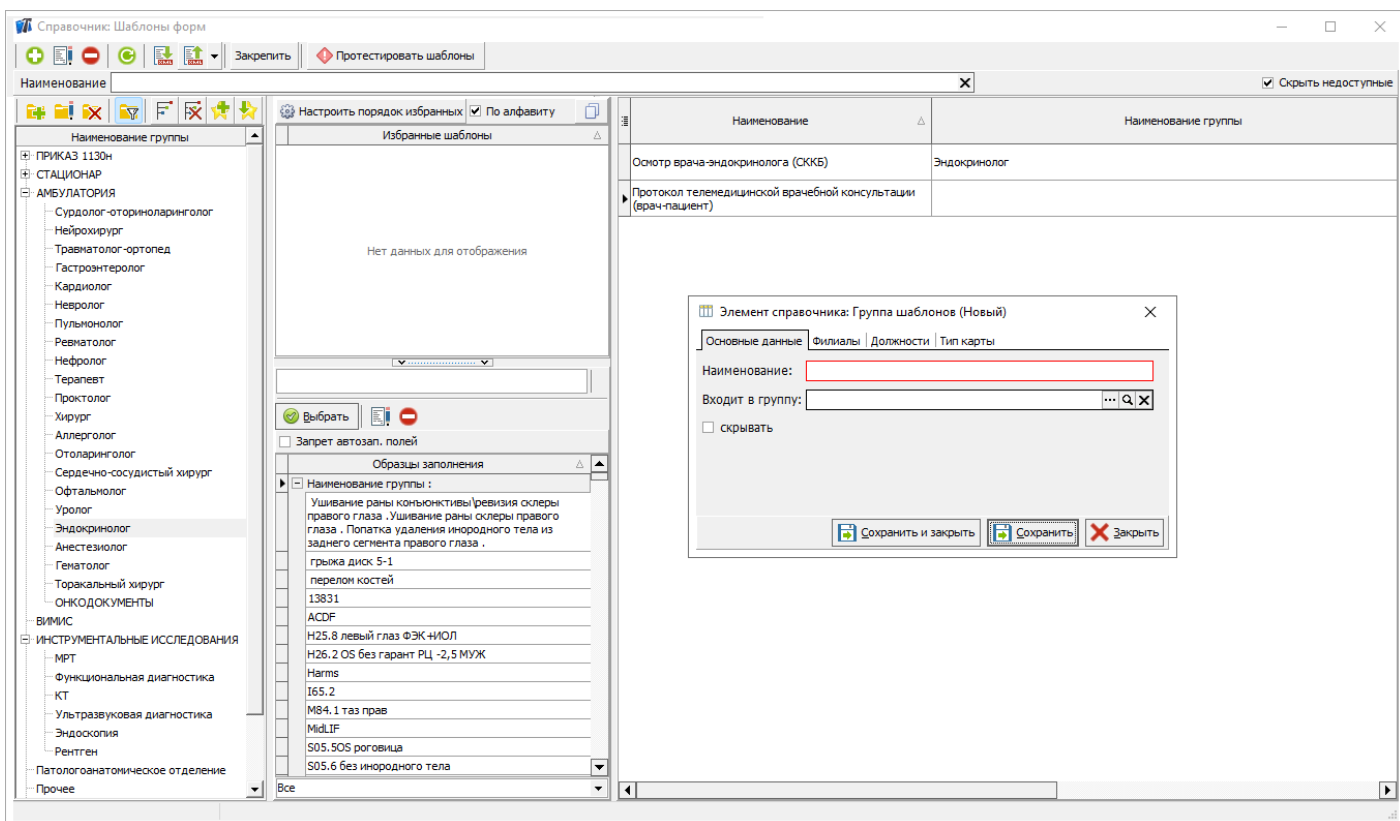 Справочник: Шаблоны форм
Закрепить
Протестировать шаблоны
Наименование
Скрыть недоступные
Наименование группы
ПРИКАЗ 1130н
СТАЦИОНАР
АМБУЛАТОРИЯ
Сурдолог-оториноларинголог
Нейрохирург
Травматолог-ортопед
Гастроэнтеролог
Кардиолог
Невролог
Пульмонолог
Ревматолог
Нефролог
Терапевт
Проктолог
Хирург
Аллерголог
Отоларинголог
Сердечно-сосудистый хирург
Офтальмолог
Уролог
Эндокринолог
Анестезиолог
Гематолог
Торакальный хирург
ОНКОДОКУМЕНТЫ
ВИМИС
ИНСТРУМЕНТАЛЬНЫЕ ИССЛЕДОВАНИЯ
МРТ
Функциональная диагностика
КТ
Ультразвуковая диагностика
Эндоскопия
Рентген
Патологоанатомическое отделение
Прочее
Настроить порядок избранных
По алфавиту
Избранные шаблоны
Нет данных для отображения
Выбрать
Запрет автозап. полей
Образцы заполнения
Наименование группы :
Ушивание раны конъюнктивы\ревизия склеры
правого глаза .Ушивание раны склеры правого
глаза . Попатка удаления инородного тела из
заднего сегмента правого глаза .
грыжа диск 5-1
перелом костей
13831
ACDF
H25.8 левый глаз ФЭК+ИОЛ
H26.2 OS без гарант РЦ -2,5 МУЖ
Harms
I65.2
M84.1 таз прав
MidLIF
S05.5OS роговица
S05.6 без инородного тела
Все
Наименование
Наименование группы
Осмотр врача-эндокринолога (СККБ)
Эндокринолог
Протокол телемедицинской врачебной консультации
(врач-пациент)
Элемент справочника: Группа шаблонов (Новый)
Основные данные
Филиалы
Должности
Тип карты
Наименование:
Входит в группу:
скрывать
Сохранить и закрыть
Сохранить
Закрыть